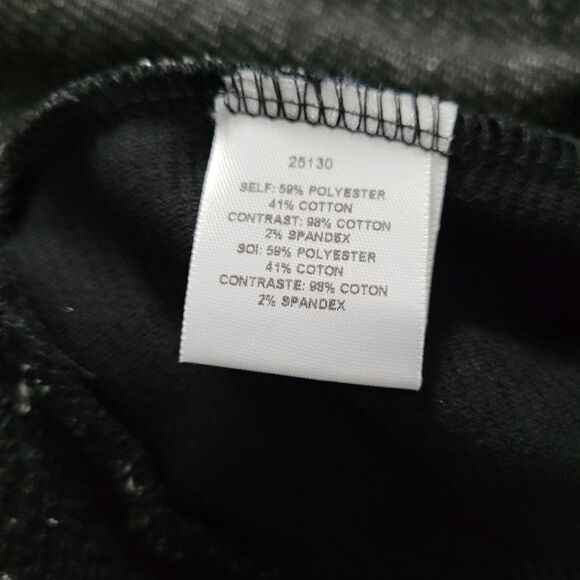 25130
SELF: 59% POLYESTER
41% COTTON
CONTRAST: 98% COTTON
2% SPANDEX
SOI: 59% POLYESTER
41% COTON
CONTRASTE: 98% COTON
2% SPANDEX